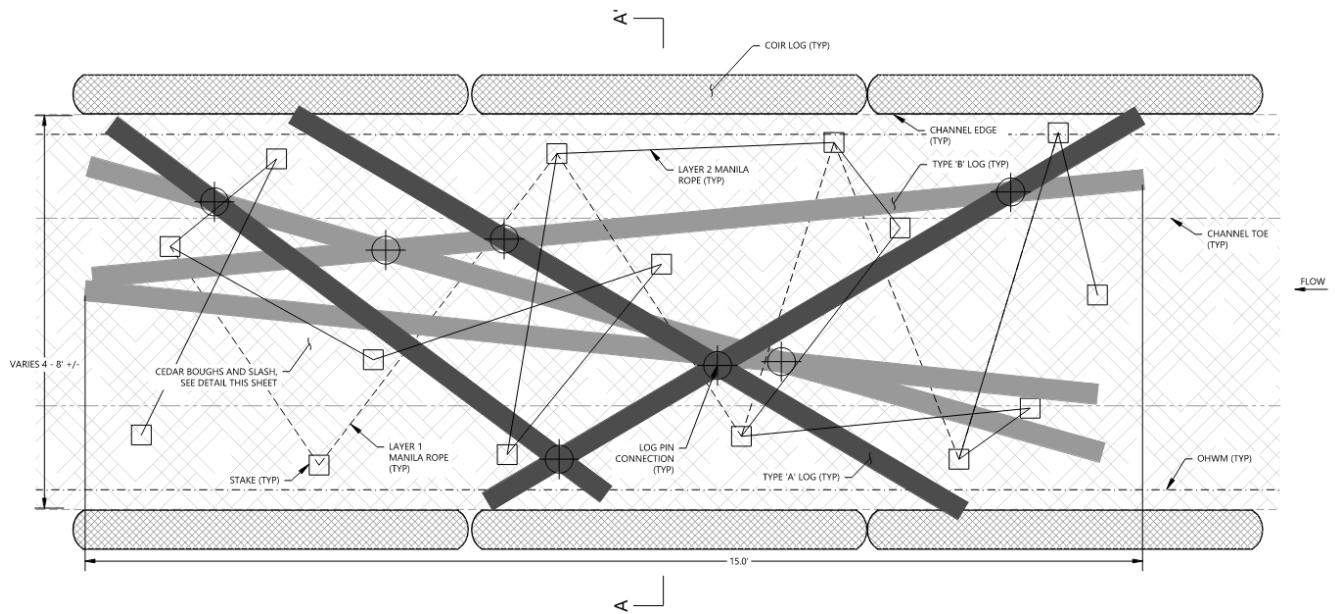 A'
COIR LOG (TYP)
CHANNEL EDGE
(TYP)
LAYER 2 MANILA
ROPE (TYP)
TYPE 'B' LOG (TYP)
CHANNEL TOE
(TYP)
FLOW
VARIES 4 - 8' +/-
CEDAR BOUGHS AND SLASH,
SEE DETAIL THIS SHEET
LAYER 1
MANILA ROPE
(TYP)
LOG PIN
CONNECTION
(TYP)
STAKE (TYP)
TYPE 'A' LOG (TYP)
OHWM (TYP)
15.0'
A